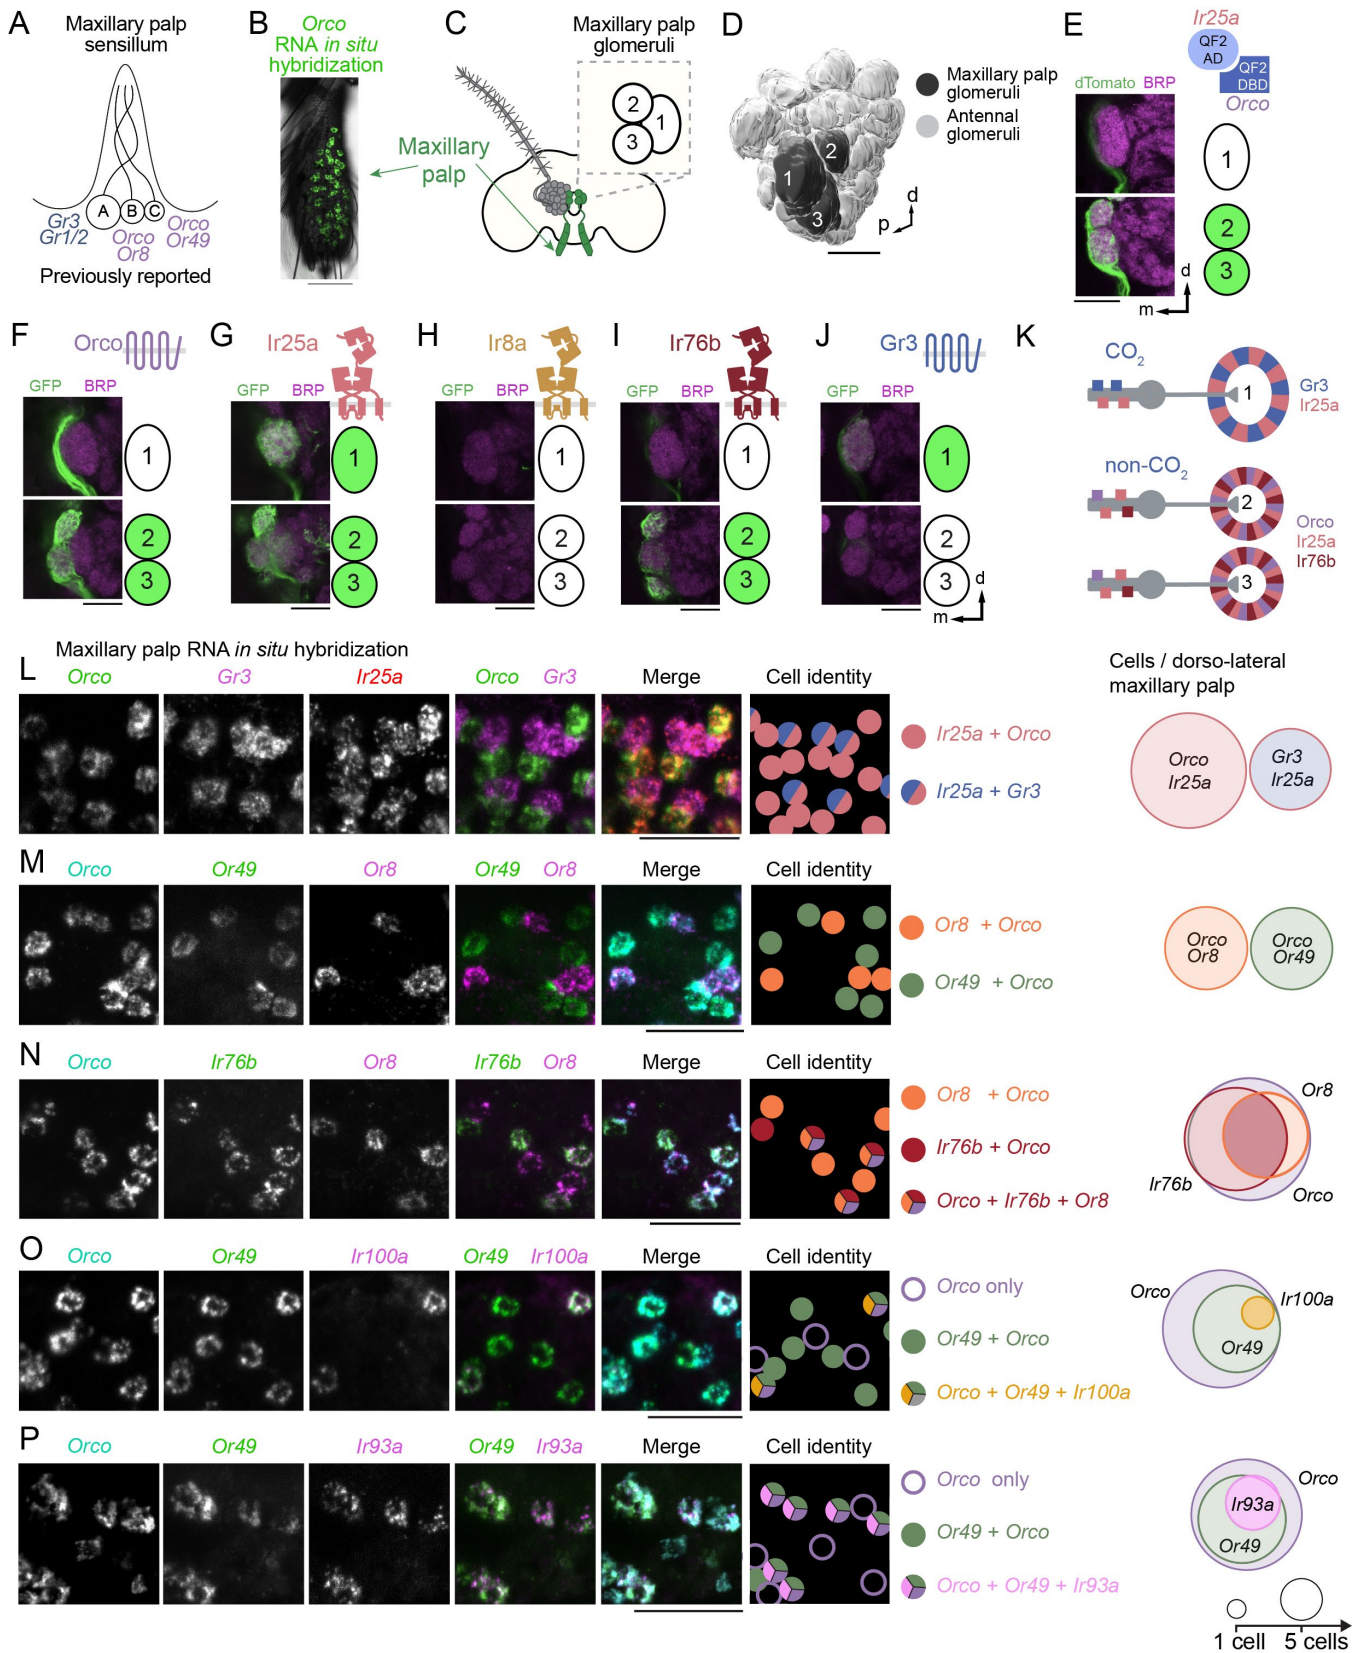 A
Maxillary palp
sensillum
A
B
C
Gr3
Gr1/2
Orco
Or8
Orco
Or49
Previously reported
B
Orco
RNA in situ
hybridization
C
Maxillary palp
glomeruli
2
1
3
Maxillary
palp
D
Maxillary palp
glomeruli
Antennal
glomeruli
1
2
3
d
p
E
Ir25a
QF2
AD
QF2
DBD
Orco
dTomato BRP
1
2
3
d
m
F
Orco
GFP BRP
1
2
3
G
Ir25a
GFP BRP
1
2
3
H
Ir8a
GFP BRP
1
2
3
I
Ir76b
GFP BRP
1
2
3
J
Gr3
GFP BRP
1
2
3
d
m
K
CO2
1
Gr3
Ir25a
non-CO2
2
3
Orco
Ir25a
Ir76b
Maxillary palp RNA in situ hybridization
L
Orco Gr3 Ir25a Orco Gr3 Merge Cell identity
Ir25a + Orco
Ir25a + Gr3
Cells / dorso-lateral
maxillary palp
Orco
Ir25a
Gr3
Ir25a
M
Orco Or49 Or8 Or49 Or8 Merge Cell identity
Or8 + Orco
Or49 + Orco
Orco
Or8
Orco
Or49
N
Orco Ir76b Or8 Ir76b Or8 Merge Cell identity
Or8 + Orco
Ir76b + Orco
Orco + Ir76b + Or8
Or8
Ir76b
Orco
O
Orco Or49 Ir100a Or49 Ir100a Merge Cell identity
Orco only
Or49 + Orco
Orco + Or49 + Ir100a
Orco
Ir100a
Or49
P
Orco Or49 Ir93a Or49 Ir93a Merge Cell identity
Orco only
Or49 + Orco
Orco + Or49 + Ir93a
Orco
Ir93a
Or49
1 cell 5 cells